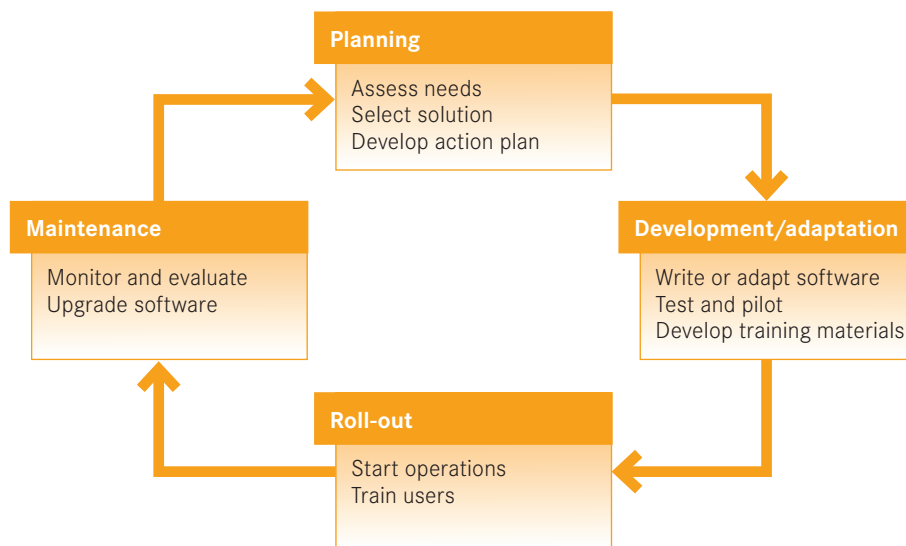 Planning
Assess needs
Select solution
Develop action plan
Development/adaptation
Write or adapt software
Test and pilot
Develop training materials
Roll-out
Start operations
Train users
Maintenance
Monitor and evaluate
Upgrade software